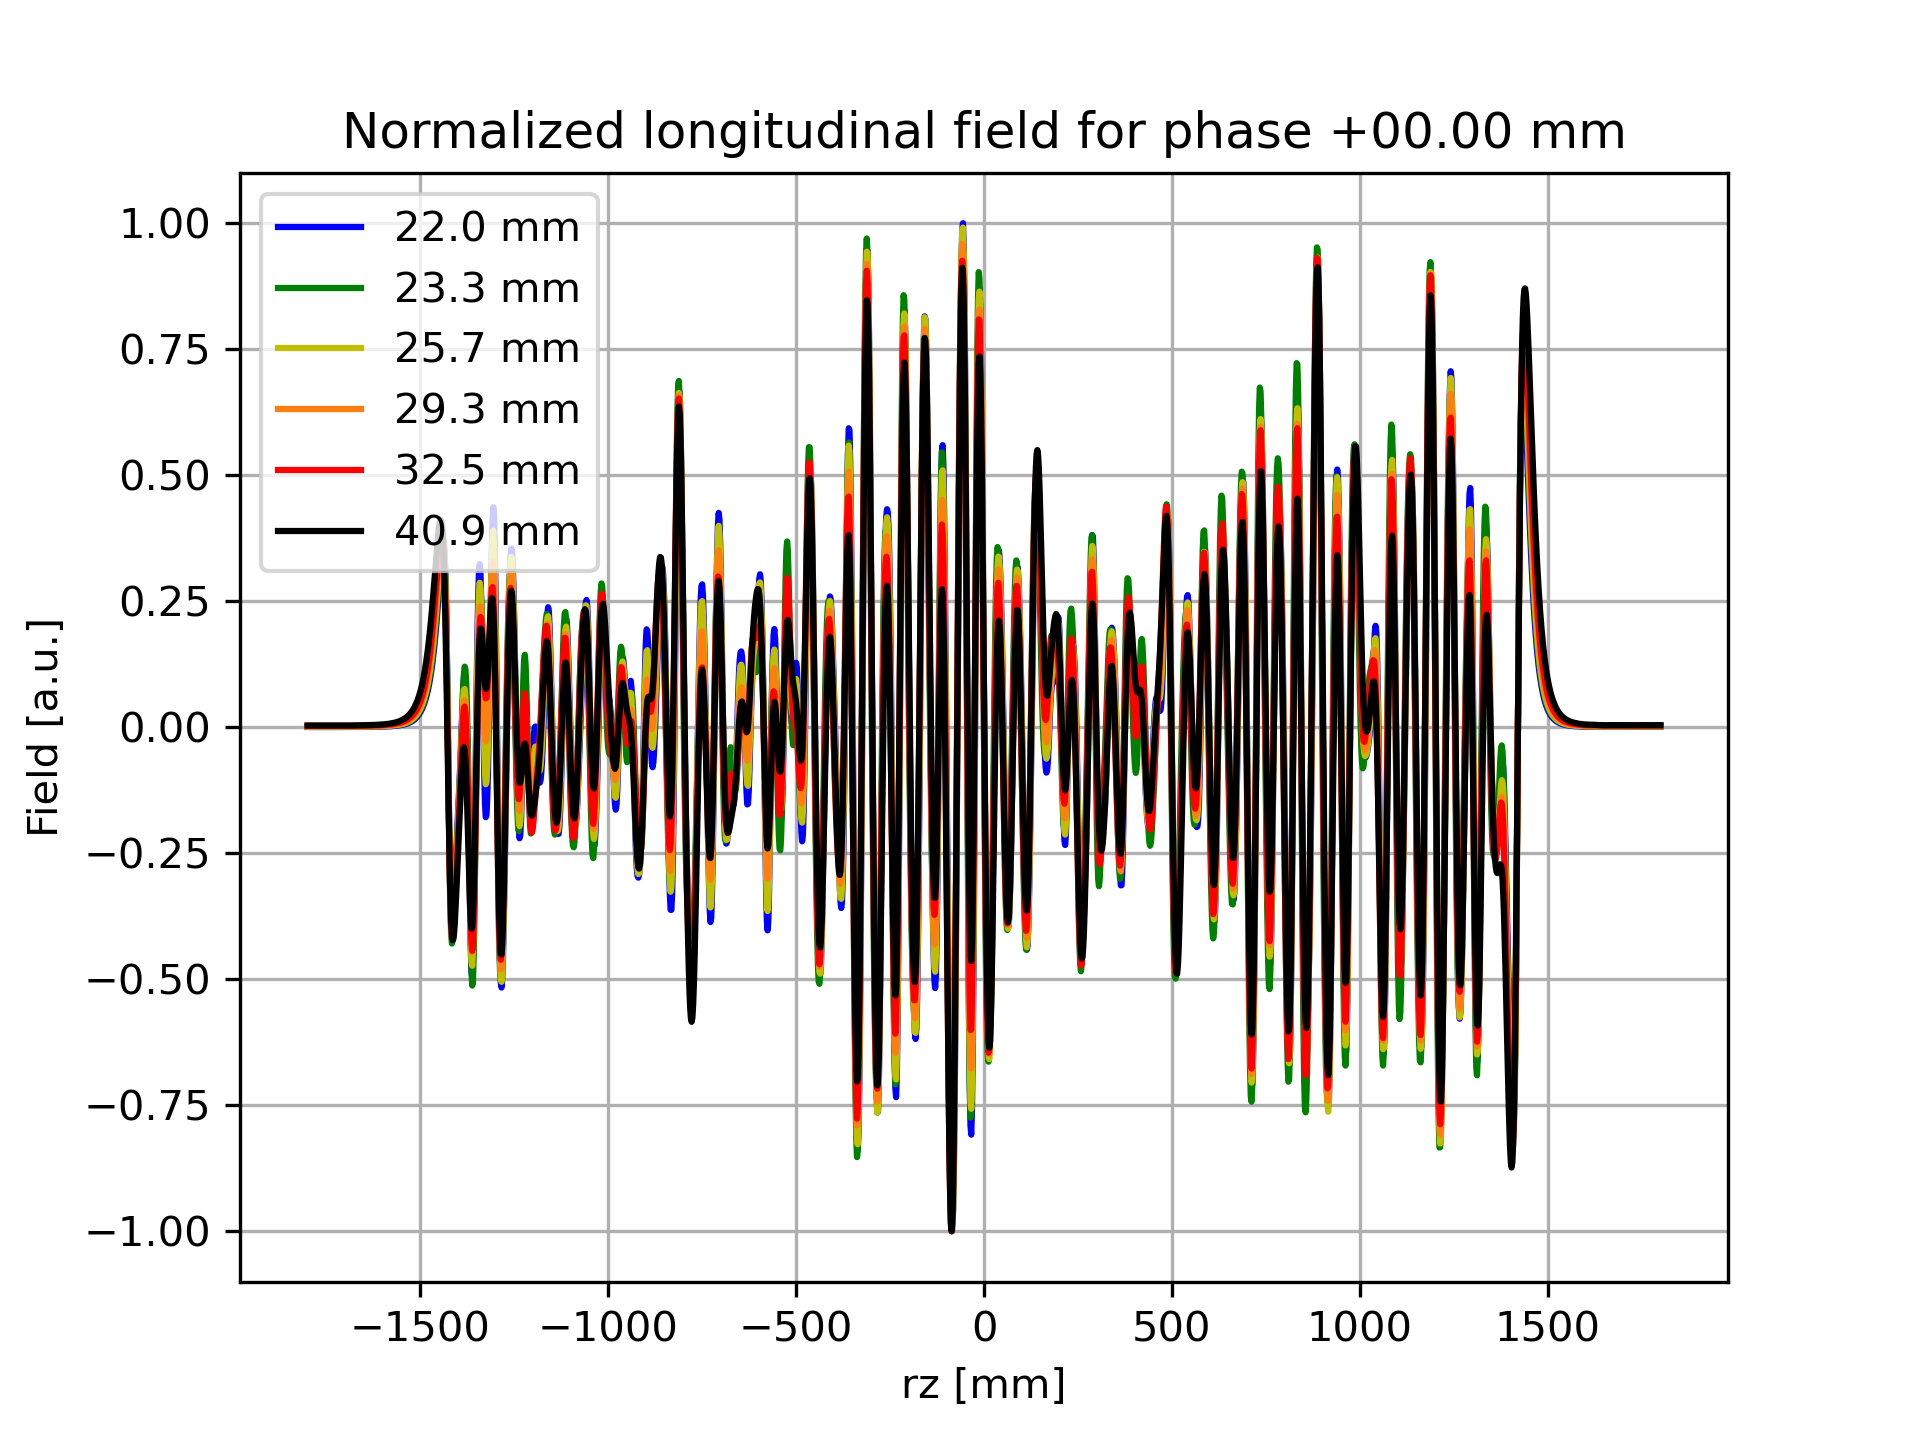 Normalized longitudinal field for phase +00.00 mm
22.0 mm
23.3 mm
25.7 mm
29.3 mm
32.5 mm
40.9 mm
1.00
0.75
0.50
0.25
0.00
−0.25
−0.50
−0.75
−1.00
Field [a.u.]
−1500 −1000 −500 0 500 1000 1500
rz [mm]